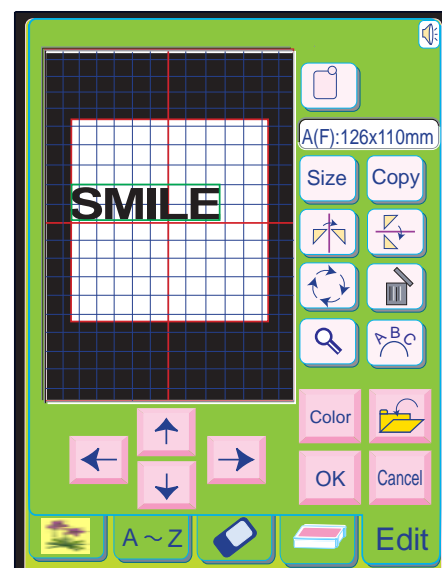 A(F):126x110mm
Size Copy
SMILE
A B C
Color
OK Cancel
A～Z Edit